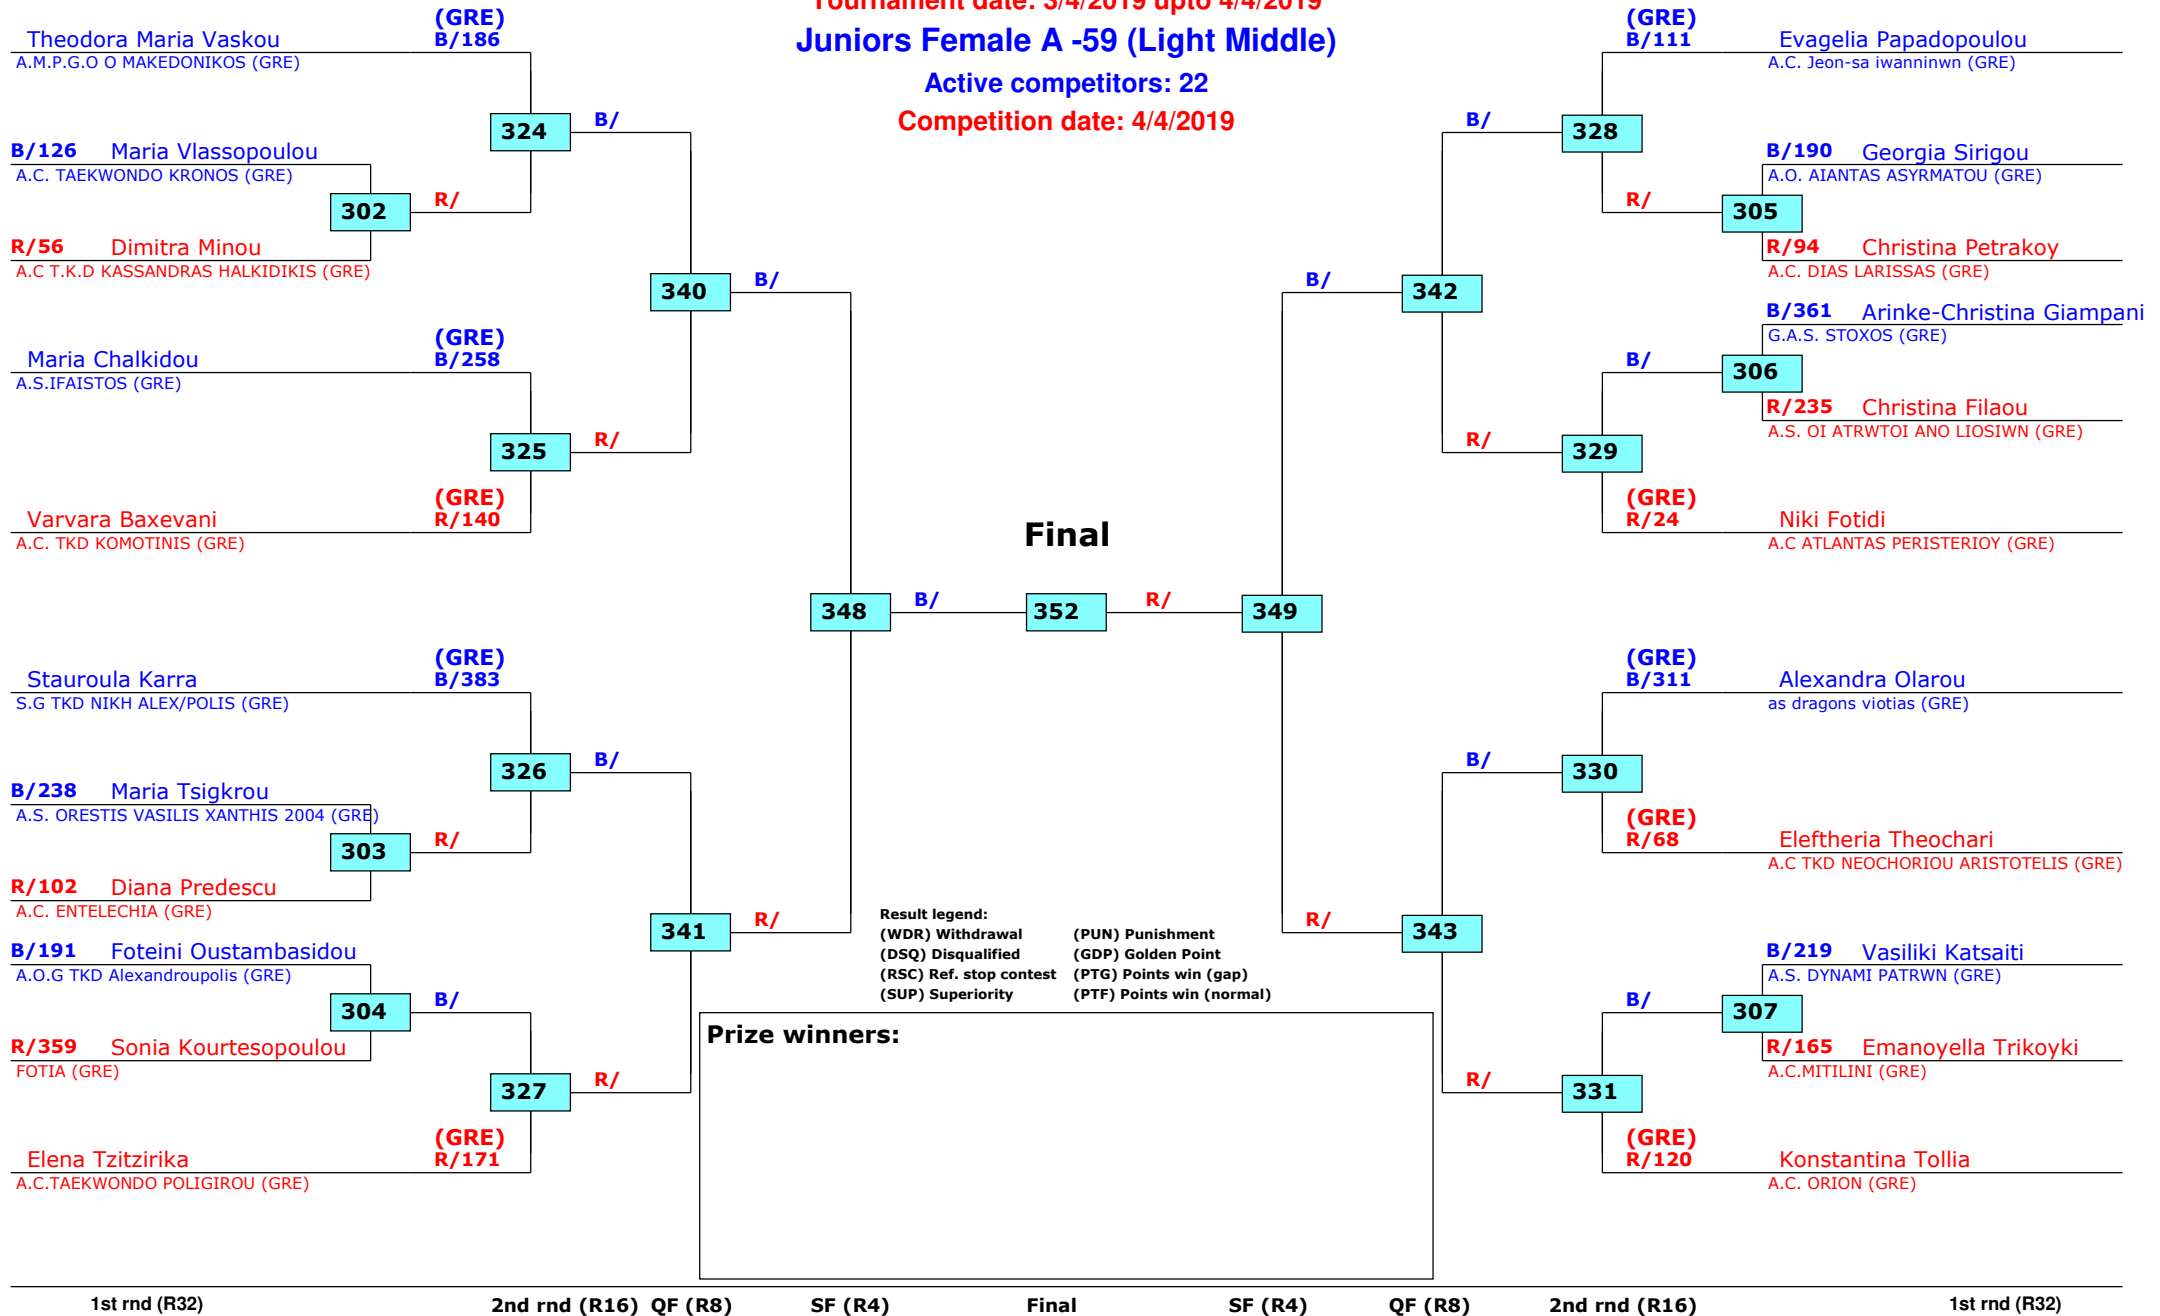 Tournament date: 3/4/2019 upto 4/4/2019
Juniors Female A -59 (Light Middle)
Active competitors: 22
Competition date: 4/4/2019
(GRE)
Theodora Maria Vaskou B/186
A.M.P.G.O O MAKEDONIKOS (GRE)
324 B/
B/126 Maria Vlassopoulou
A.C. TAEKWONDO KRONOS (GRE)
302 R/
R/56 Dimitra Minou
A.C T.K.D KASSANDRAS HALKIDIKIS (GRE)
340 B/
(GRE)
Maria Chalkidou B/258
A.S.IFAISTOS (GRE)
325 R/
(GRE)
Varvara Baxevani R/140
A.C. TKD KOMOTINIS (GRE)
348 B/
(GRE)
Stauroula Karra B/383
S.G TKD NIKH ALEX/POLIS (GRE)
326 B/
B/238 Maria Tsigkrou
A.S. ORESTIS VASILIS XANTHIS 2004 (GRE)
303 R/
R/102 Diana Predescu
A.C. ENTELECHIA (GRE)
341 R/
B/191 Foteini Oustambasidou
A.O.G TKD Alexandroupolis (GRE)
304 B/
R/359 Sonia Kourtesopoulou
FOTIA (GRE)
327 R/
(GRE)
Elena Tzitzirika R/171
A.C.TAEKWONDO POLIGIROU (GRE)
Final
352
(GRE)
B/111 Evagelia Papadopoulou
A.C. Jeon-sa iwanninwn (GRE)
B/ 328
B/190 Georgia Sirigou
A.O. AIANTAS ASYRMATOU (GRE)
R/ 305
R/94 Christina Petrakoy
A.C. DIAS LARISSAS (GRE)
B/ 342
B/361 Arinke-Christina Giampani
G.A.S. STOXOS (GRE)
B/ 306
R/235 Christina Filaou
A.S. OI ATRWTOI ANO LIOSIWN (GRE)
R/ 329
(GRE)
R/24 Niki Fotidi
A.C ATLANTAS PERISTERIOY (GRE)
R/ 349
(GRE)
B/311 Alexandra Olarou
as dragons viotias (GRE)
B/ 330
(GRE)
R/68 Eleftheria Theochari
A.C TKD NEOCHORIOU ARISTOTELIS (GRE)
R/ 343
B/219 Vasiliki Katsaiti
A.S. DYNAMI PATRWN (GRE)
B/ 307
R/165 Emanoyella Trikoyki
A.C.MITILINI (GRE)
R/ 331
(GRE)
R/120 Konstantina Tollia
A.C. ORION (GRE)
Result legend:
(WDR) Withdrawal (PUN) Punishment
(DSQ) Disqualified (GDP) Golden Point
(RSC) Ref. stop contest (PTG) Points win (gap)
(SUP) Superiority (PTF) Points win (normal)
Prize winners:
1st rnd (R32) 2nd rnd (R16) QF (R8) SF (R4) Final SF (R4) QF (R8) 2nd rnd (R16) 1st rnd (R32)